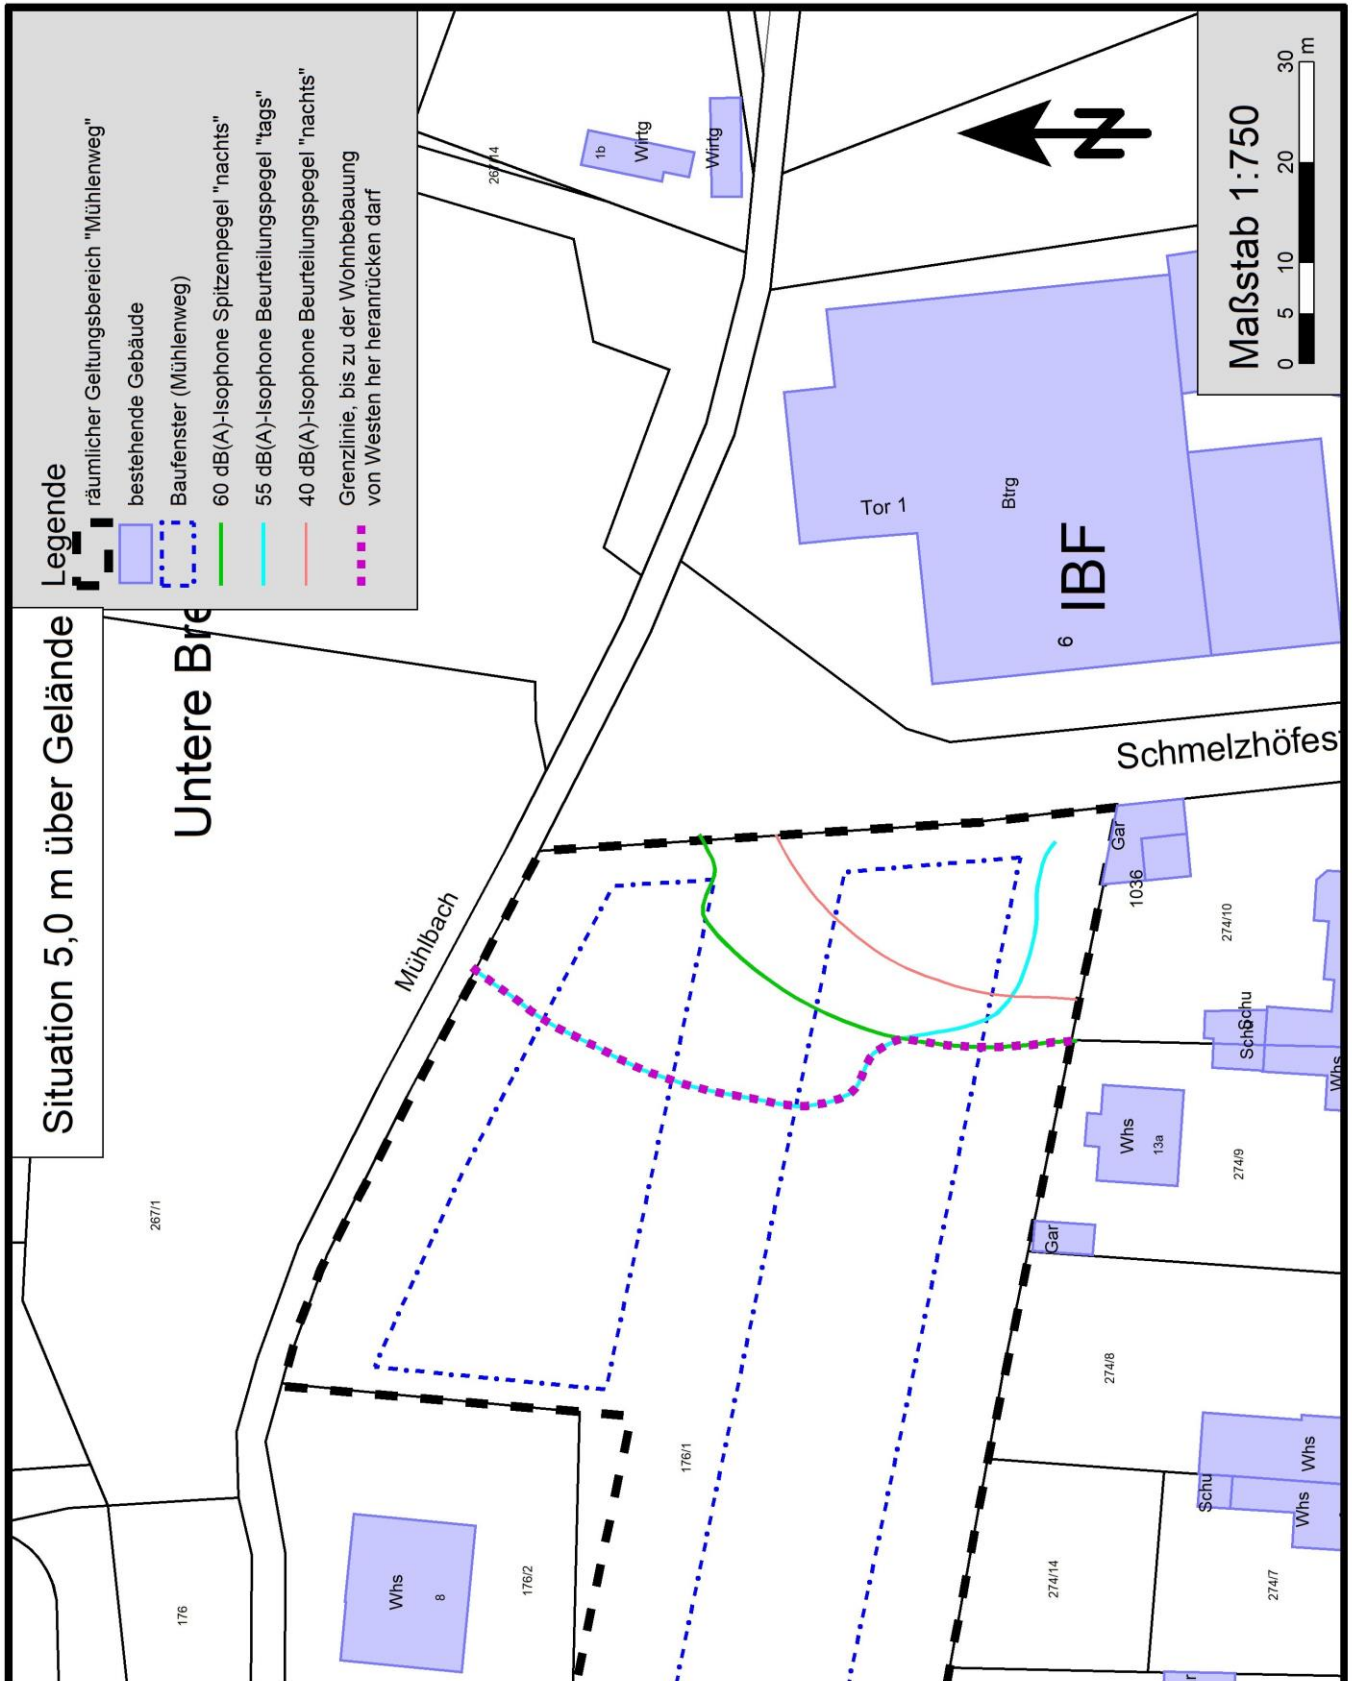 Situation 5,0 m über Gelände
Legende
räumlicher Geltungsbereich "Mühlenweg"
bestehende Gebäude
Baufenster (Mühlenweg)
60 dB(A)-Isophone Spitzenpegel "nachts"
55 dB(A)-Isophone Beurteilungspegel "tags"
40 dB(A)-Isophone Beurteilungspegel "nachts"
Grenzlinie, bis zu der Wohnbebauung
von Westen her heranrücken darf
Untere Bre
267/14
1b
Wirtg
Wirtg
N
Maßstab 1:750
0 5 10 20 30
m
Tor 1
Btrg
6
IBF
Schmelzhöfes
Mühlbach
267/1
176
Whs
8
176/2
176/1
Gar
1036
274/10
Schu
Schu
Whs
Whs
13a
274/9
Gar
274/8
Whs
Schu
Whs
274/14
274/7